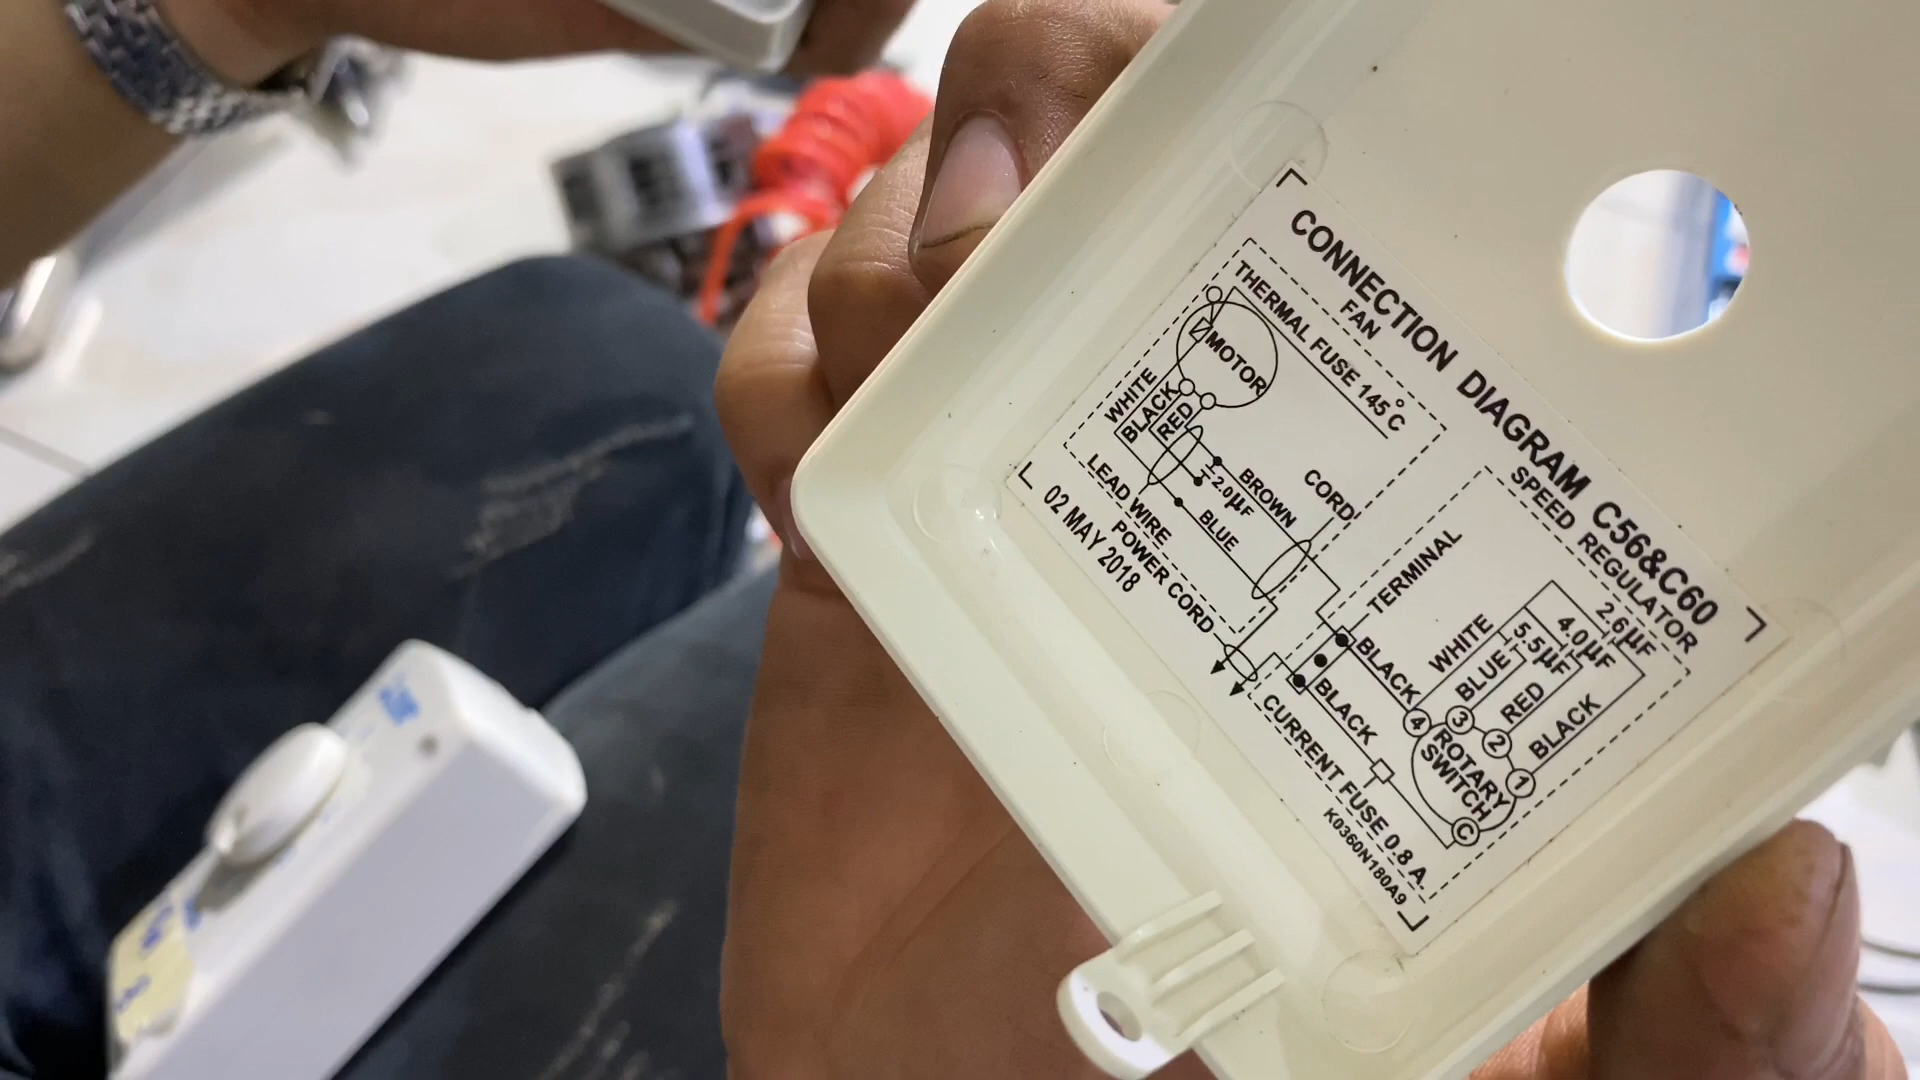 CONNECTION DIAGRAM C56&C60
FAN
SPEED REGULATOR
THERMAL FUSE 145°C
MOTOR
WHITE
BLACK
RED
2.0µF
BROWN
BLUE
CORD
LEAD WIRE
POWER CORD
02 MAY 2018
TERMINAL
BLACK
BLACK
WHITE
BLUE
RED
BLACK
5.5µF
4.0µF
2.6µF
4
3
2
1
C
ROTARY
SWITCH
CURRENT FUSE 0.8 A.
K0360N180A9